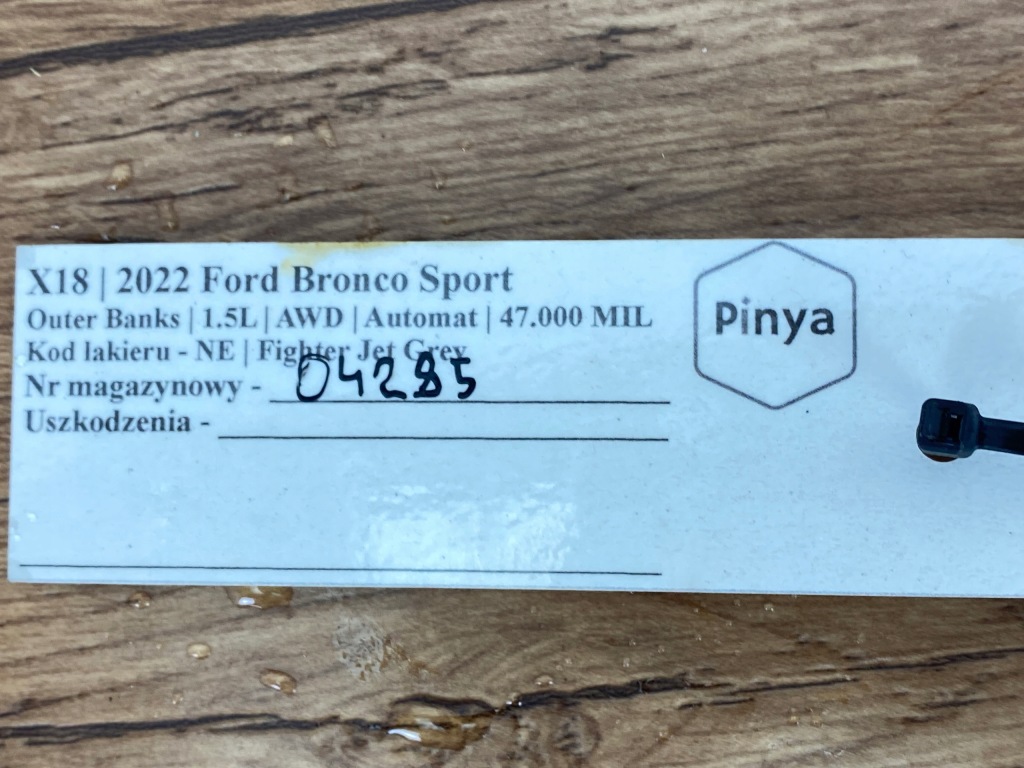 X18 | 2022 Ford Bronco Sport
Outer Banks | 1.5L | AWD | Automat | 47.000 MIL
Kod lakieru - NE | Fighter Jet Grey
Nr magazynowy - 04285
Uszkodzenia -
Pinya